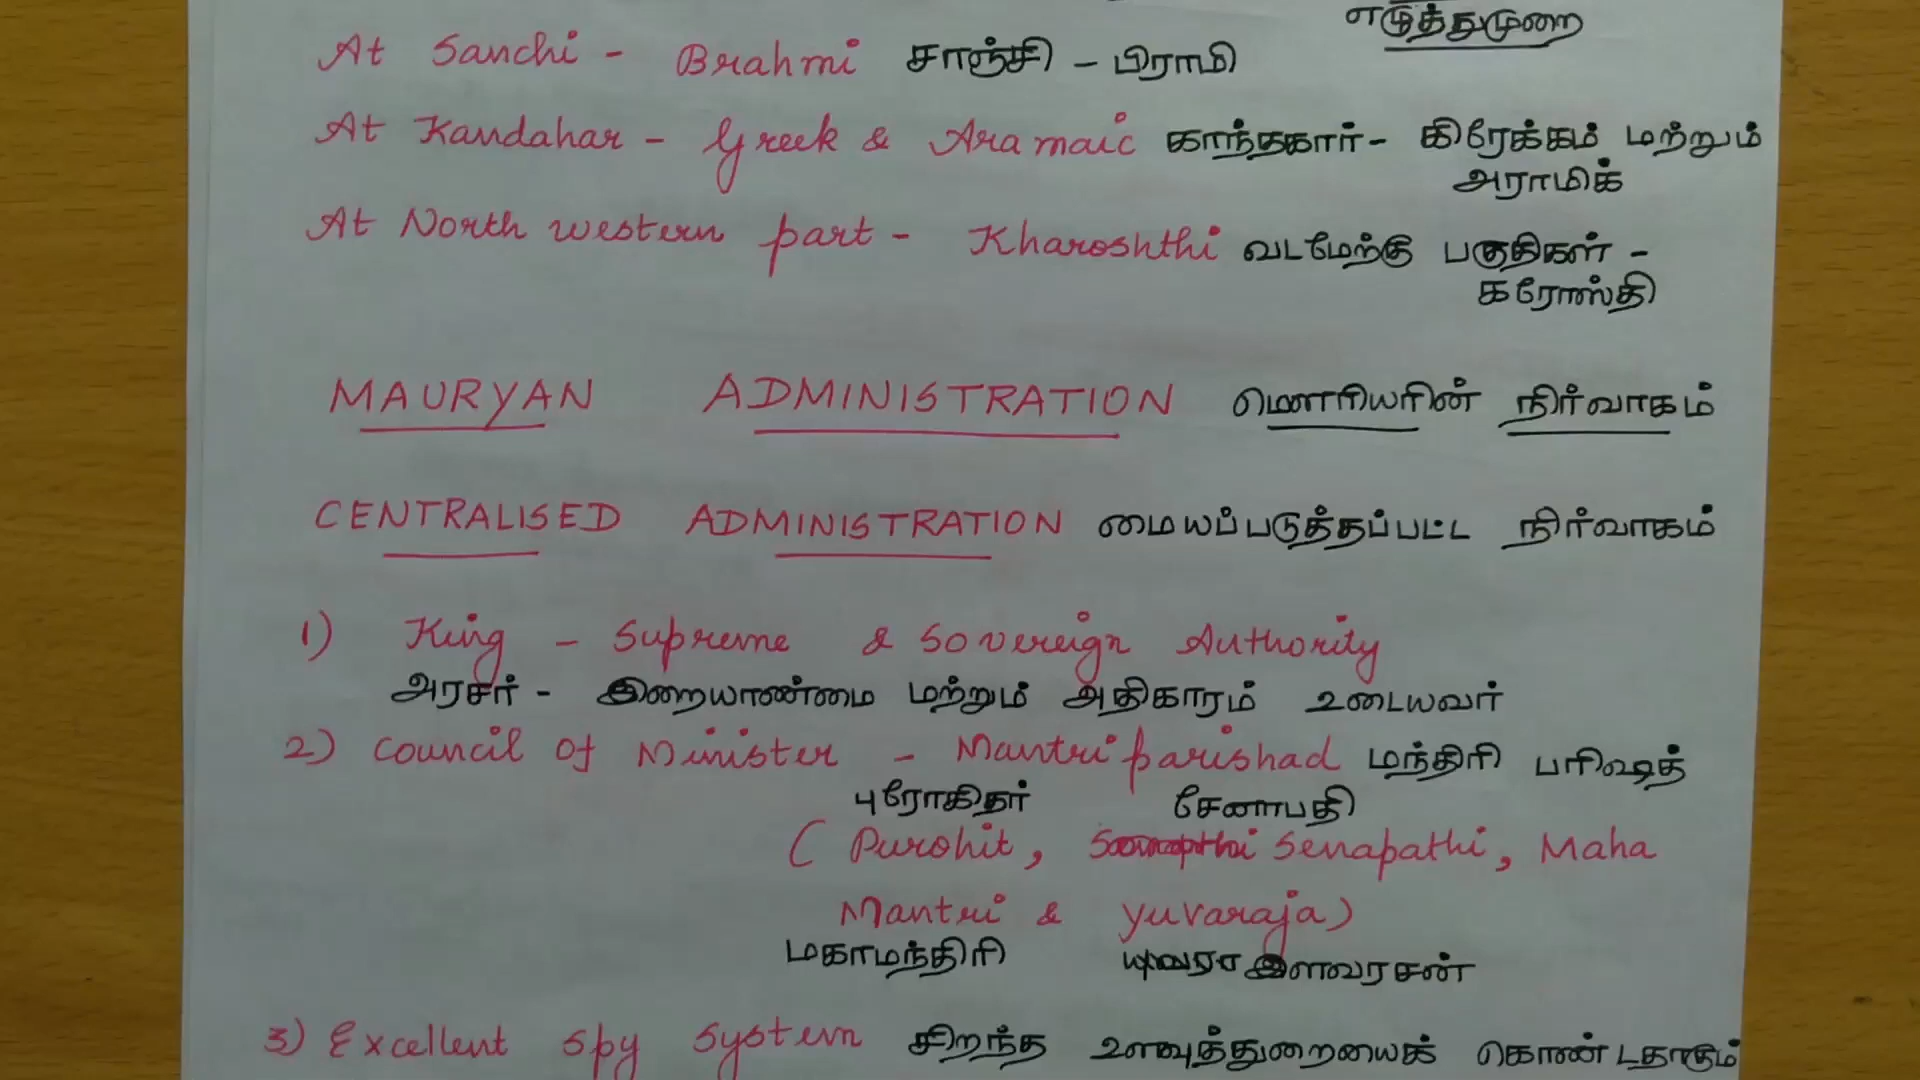 எழுத்துமுறை
At Sanchi - Brahmi சாஞ்சி - பிராமி
At Kandahar - Greek & Aramaic காந்தகார் - கிரேக்கம் மற்றும்
அராமிக்
At North western part - Kharoshthi வடமேற்கு பகுதிகள் -
கரோஸ்தி
MAURYAN ADMINISTRATION மௌரியரின் நிர்வாகம்
CENTRALISED ADMINISTRATION மையப்படுத்தப்பட்ட நிர்வாகம்
1) King - Supreme & Sovereign Authority
அரசர் - இறையாண்மை மற்றும் அதிகாரம் உடையவர்
2) Council of Minister - Mantriparishad மந்திரி பரிஷத்
புரோகிதர் சேனாபதி
( Purohit, Senapathi, Maha
Mantri & yuvaraja)
மகாமந்திரி இளவரசன்
3) Excellent spy system சிறந்த உளவுத்துறையைக் கொண்டதாகும்